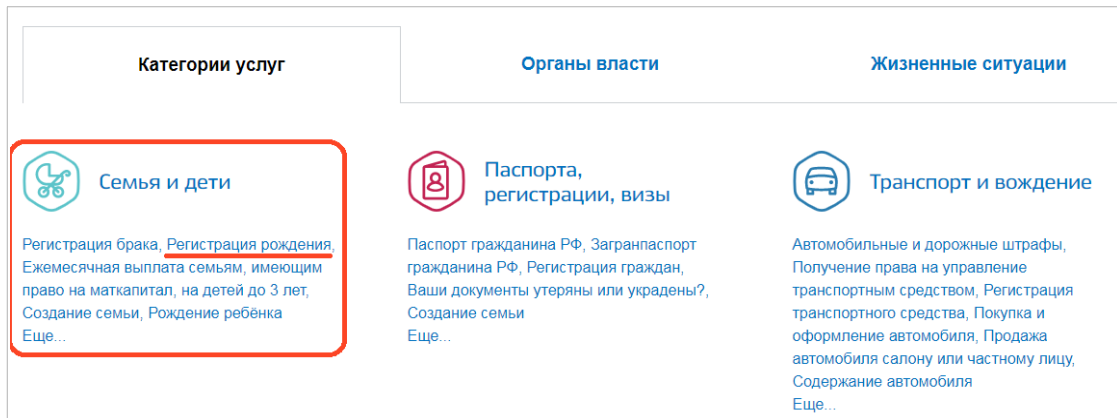 Категории услуг
Органы власти
Жизненные ситуации
Семья и дети
Регистрация брака, Регистрация рождения,
Ежемесячная выплата семьям, имеющим
право на маткапитал, на детей до 3 лет,
Создание семьи, Рождение ребёнка
Еще...
Паспорта,
регистрации, визы
Паспорт гражданина РФ, Загранпаспорт
гражданина РФ, Регистрация граждан,
Ваши документы утеряны или украдены?,
Создание семьи
Еще...
Транспорт и вождение
Автомобильные и дорожные штрафы,
Получение права на управление
транспортным средством, Регистрация
транспортного средства, Покупка и
оформление автомобиля, Продажа
автомобиля салону или частному лицу,
Содержание автомобиля
Еще...